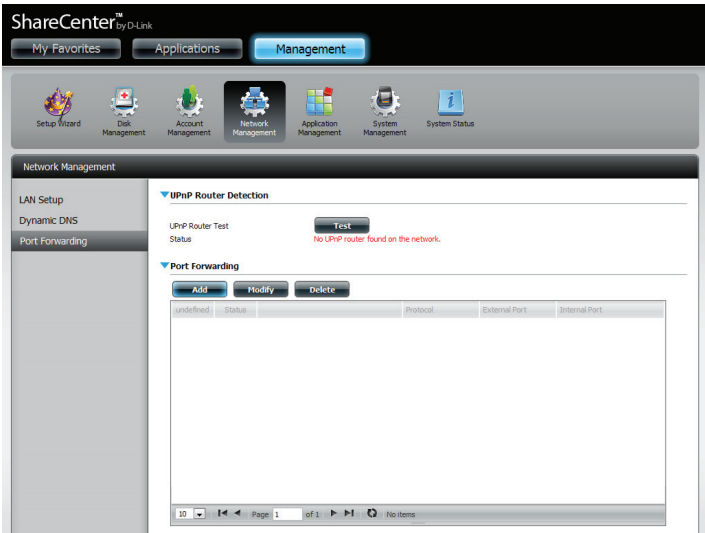 ShareCenter™ by D-Link
My Favorites Applications Management
Setup Wizard
Disk Management
Account Management
Network Management
Application Management
System Management
System Status
Network Management
LAN Setup
Dynamic DNS
Port Forwarding
UPnP Router Detection
UPnP Router Test Test
Status No UPnP router found on the network.
Port Forwarding
Add Modify Delete
undefined Status Protocol External Port Internal Port
10 Page 1 of 1 No items